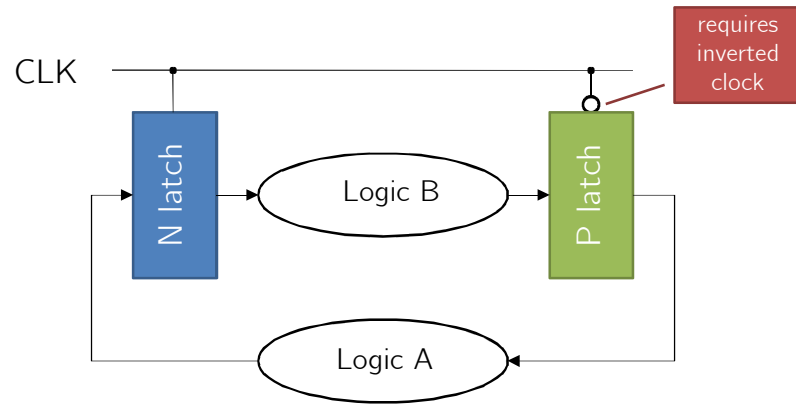 requires
inverted
clock
CLK
N latch
Logic B
P latch
Logic A